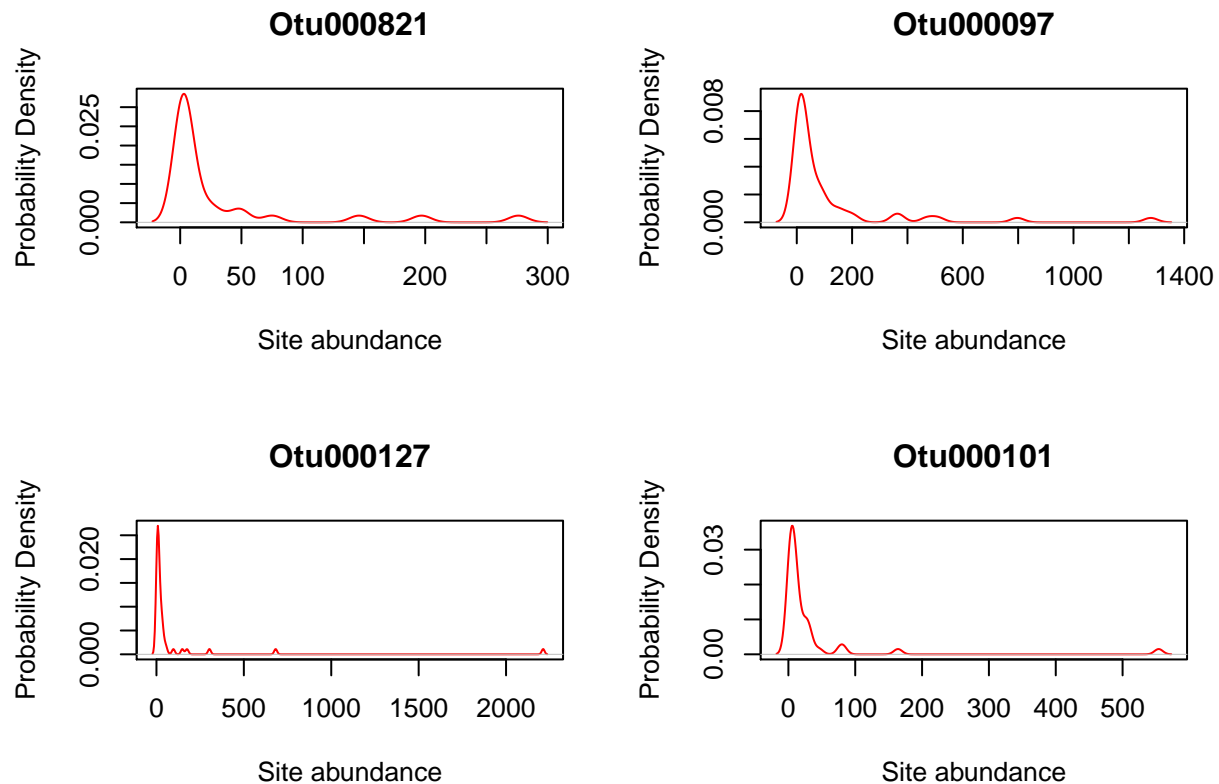 Otu000821
Probability Density
0.000 0.025
0 50 100 200 300
Site abundance
Otu000097
Probability Density
0.000 0.008
0 200 600 1000 1400
Site abundance
Otu000127
Probability Density
0.000 0.020
0 500 1000 1500 2000
Site abundance
Otu000101
Probability Density
0.00 0.03
0 100 200 300 400 500
Site abundance